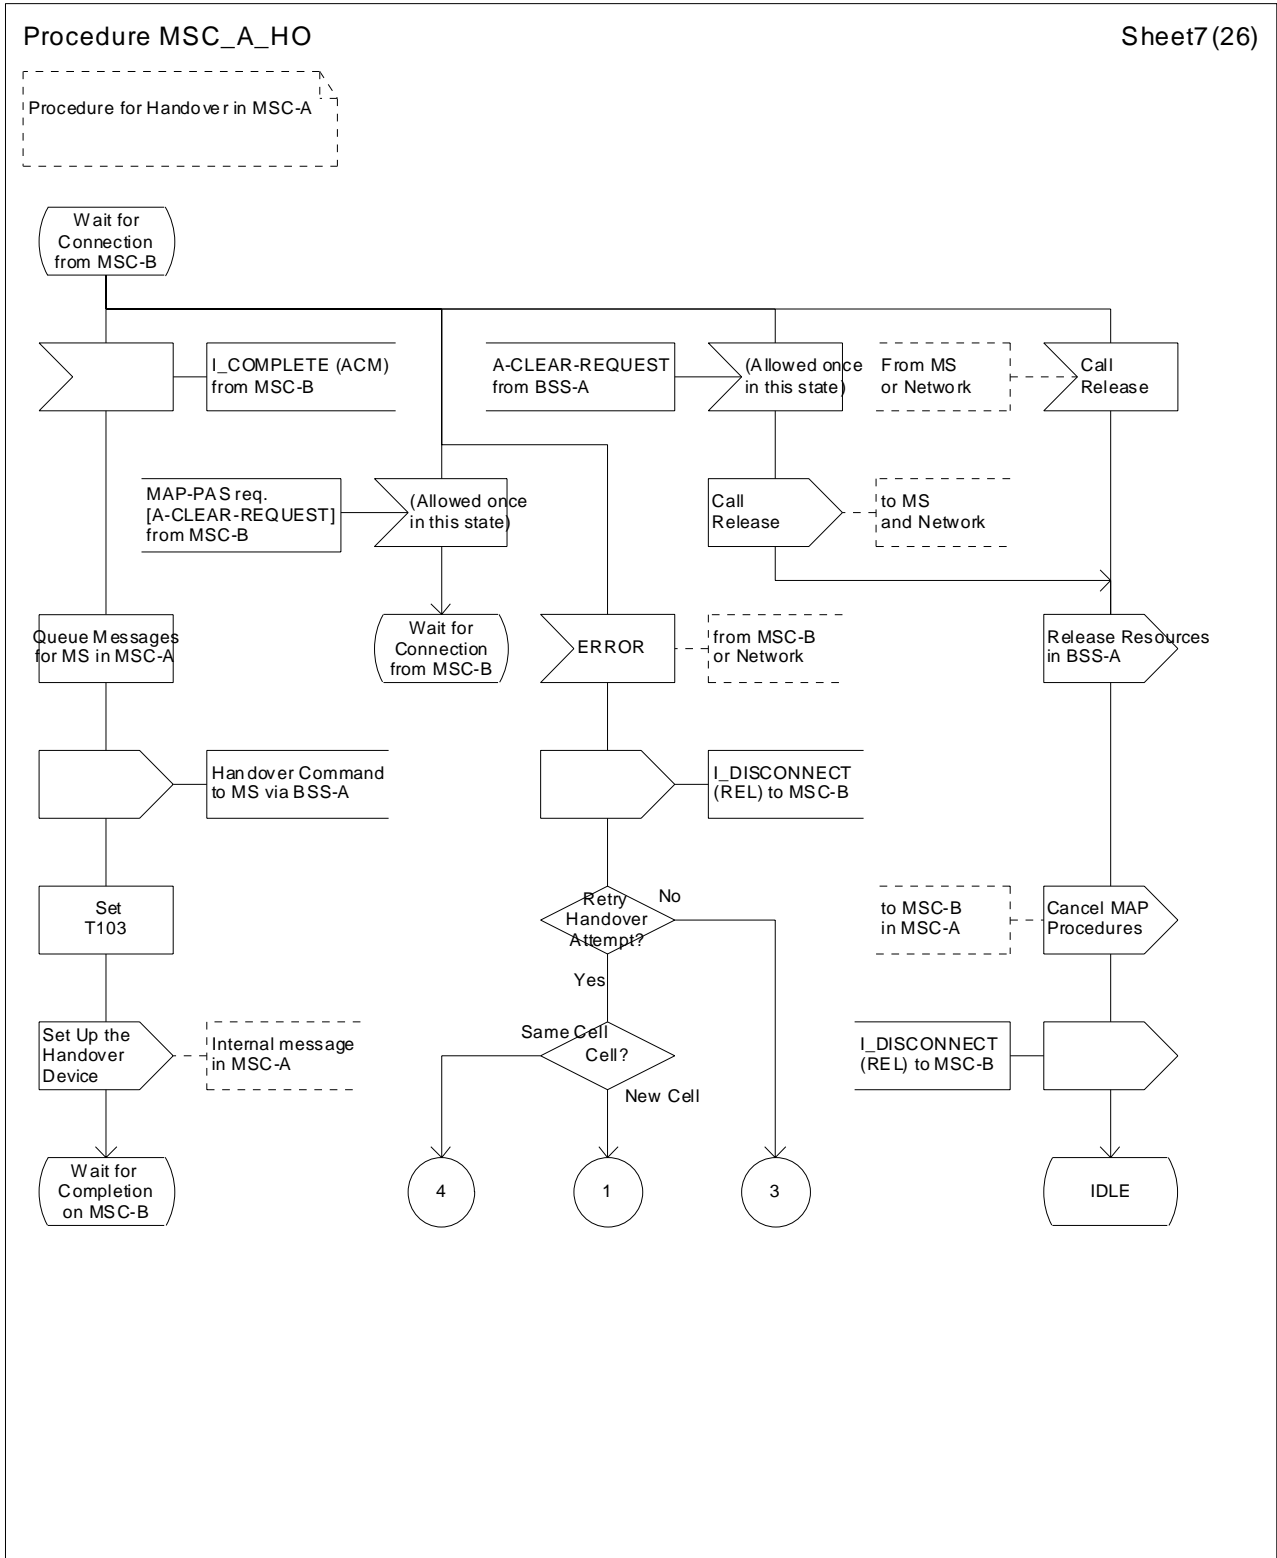 Procedure MSC_A_HO
Sheet7(26)
Procedure for Handover in MSC-A
Wait for
Connection
from MSC-B
I_COMPLETE (ACM)
from MSC-B
A-CLEAR-REQUEST
from BSS-A
(Allowed once
in this state)
From MS
or Network
Call
Release
MAP-PAS req.
[A-CLEAR-REQUEST]
from MSC-B
(Allowed once
in this state)
Call
Release
to MS
and Network
Queue Messages
for MS in MSC-A
Wait for
Connection
from MSC-B
ERROR
from MSC-B
or Network
Release Resources
in BSS-A
Handover Command
to MS via BSS-A
I_DISCONNECT
(REL) to MSC-B
Set
T103
Retry
Handover
Attempt?
No
Yes
to MSC-B
in MSC-A
Cancel MAP
Procedures
Set Up the
Handover
Device
Internal message
in MSC-A
Same Cell
Cell?
New Cell
I_DISCONNECT
(REL) to MSC-B
Wait for
Completion
on MSC-B
4
1
3
IDLE